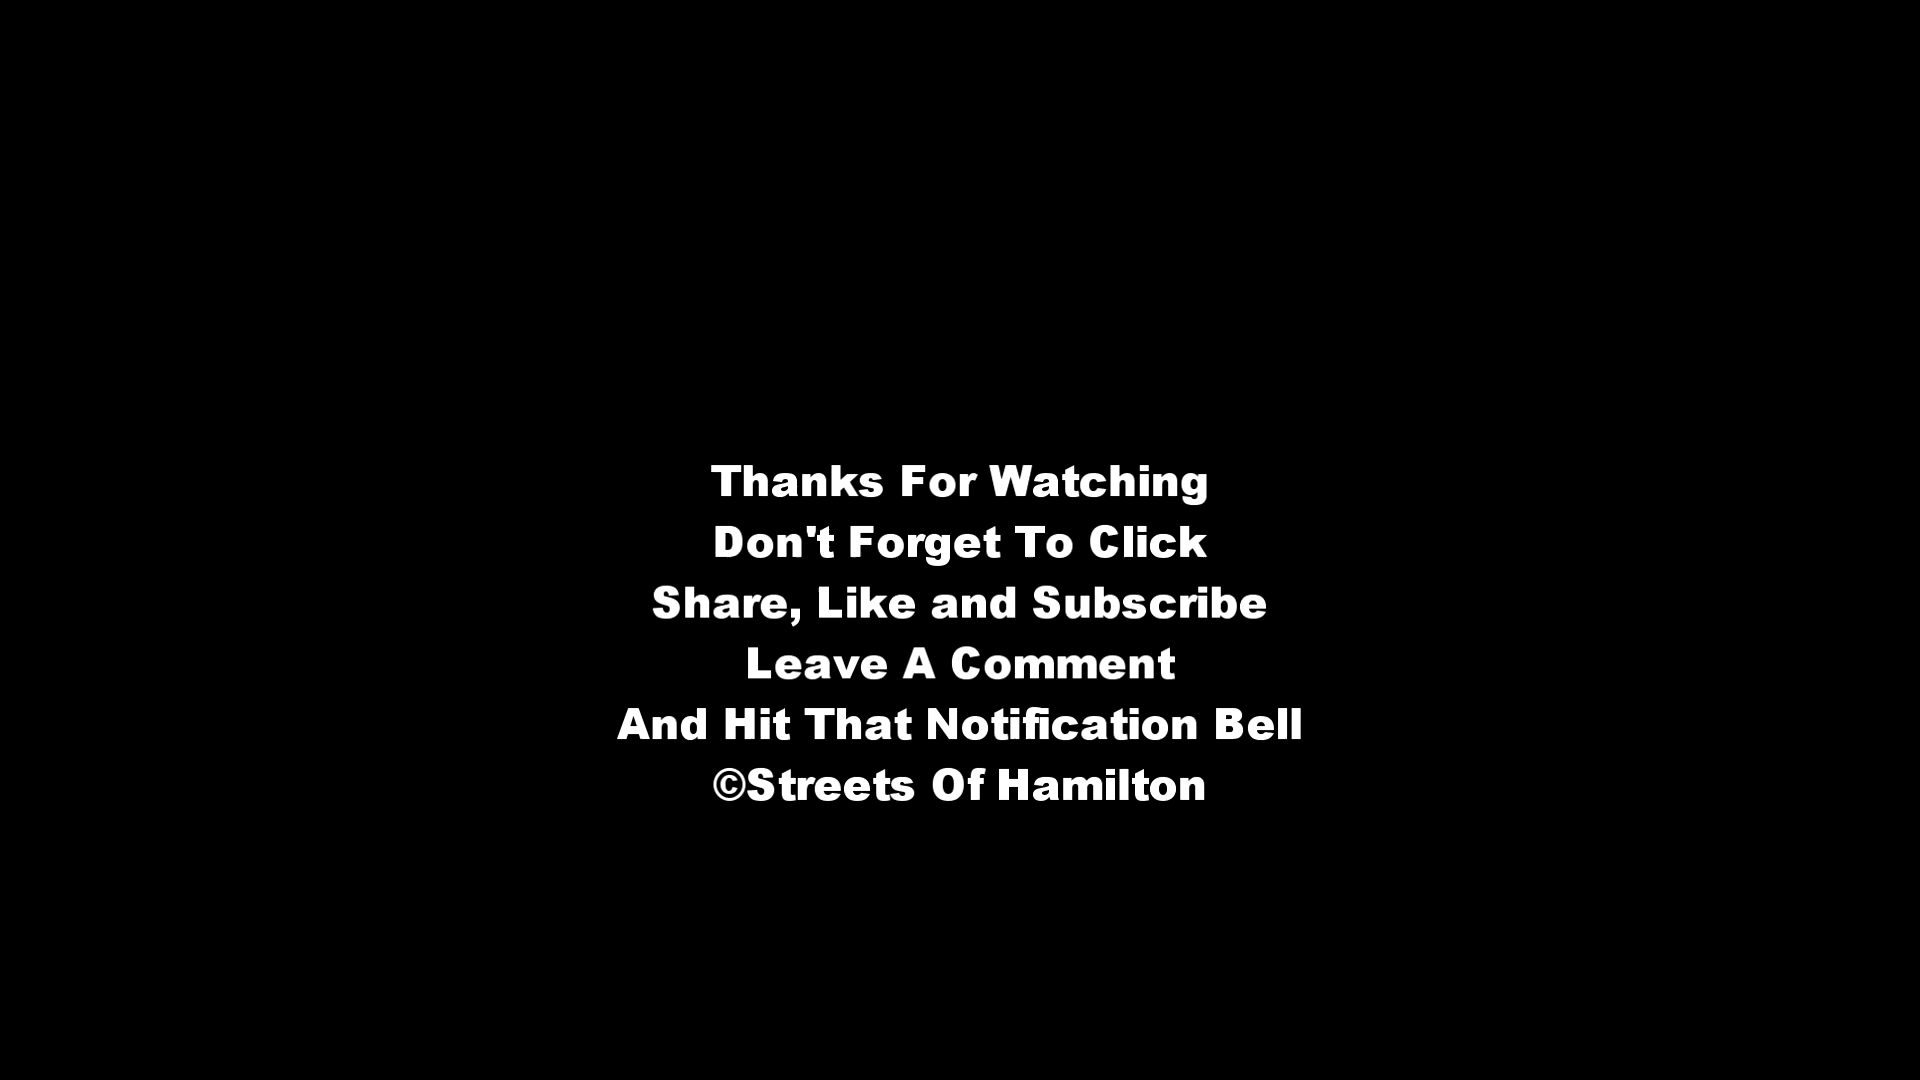 Thanks For Watching
Don't Forget To Click
Share, Like and Subscribe
Leave A Comment
And Hit That Notification Bell
©Streets Of Hamilton